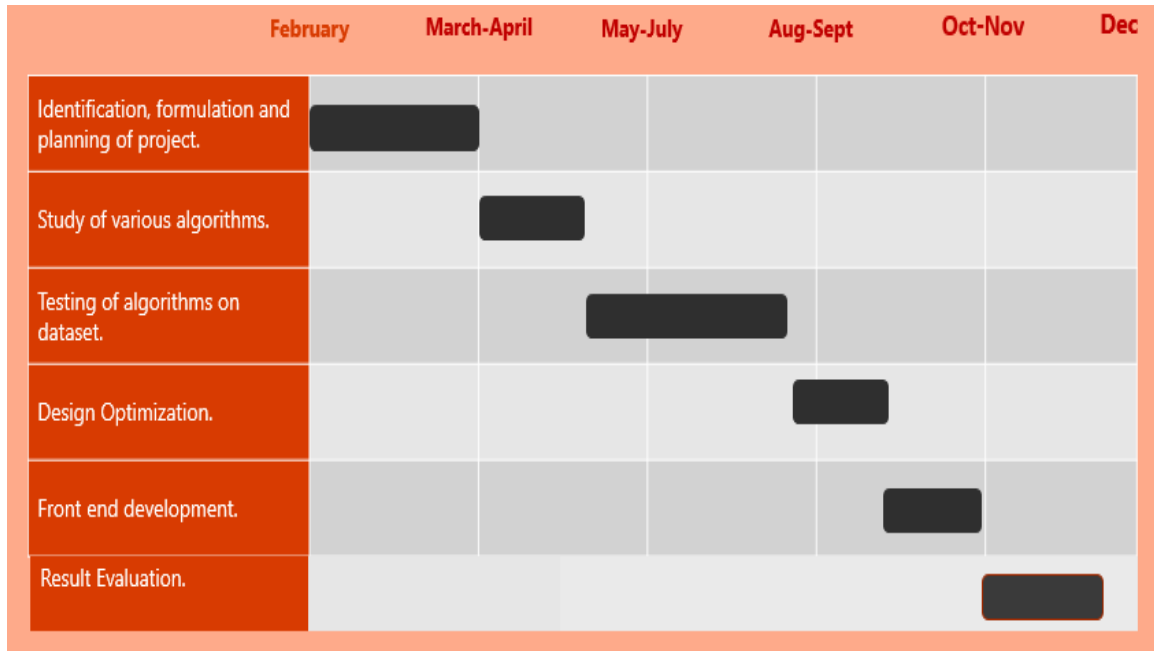 February March-April May-July Aug-Sept Oct-Nov Dec
Identification, formulation and
planning of project.
Study of various algorithms.
Testing of algorithms on
dataset.
Design Optimization.
Front end development.
Result Evaluation.